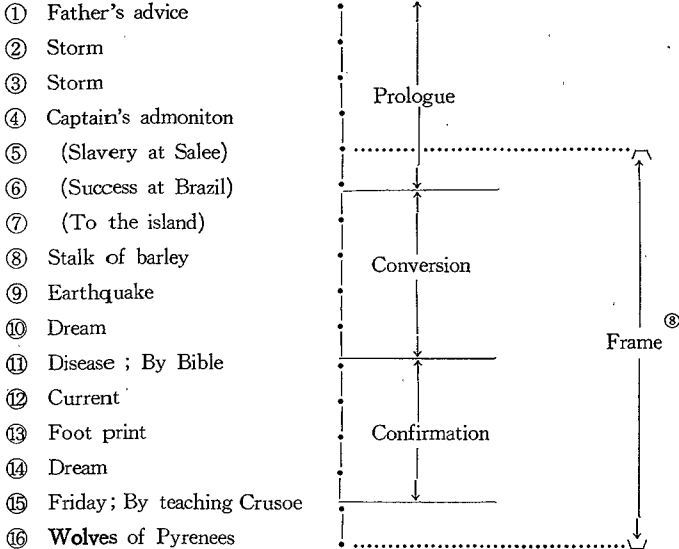 ① Father's advice
② Storm
③ Storm
Prologue
④ Captain's admoniton
⑤ (Slavery at Salee)
⑥ (Success at Brazil)
⑦ (To the island)
⑧ Stalk of barley
Conversion
⑨ Earthquake
⑩ Dream
Frame ⑧
⑪ Disease ; By Bible
⑫ Current
⑬ Foot print
Confirmation
⑭ Dream
⑮ Friday ; By teaching Crusoe
⑯ Wolves of Pyrenees